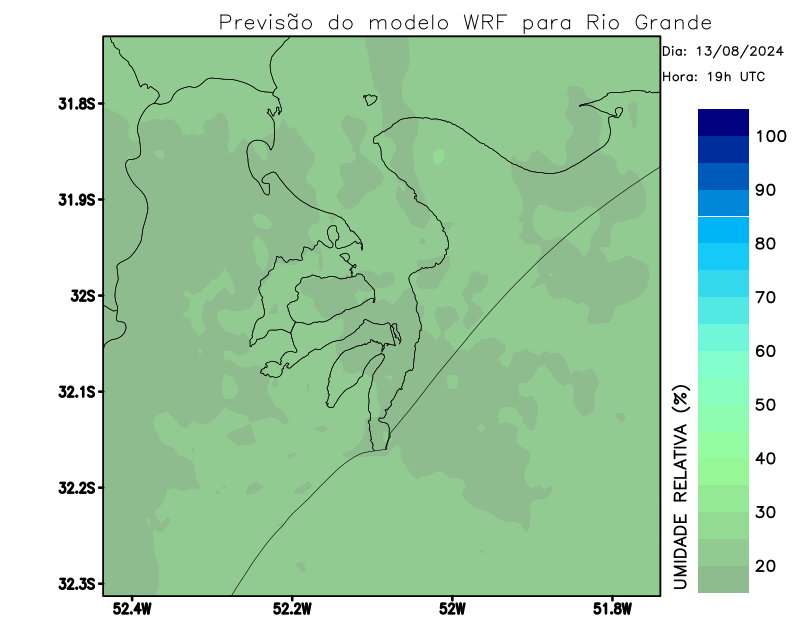 Previsão do modelo WRF para Rio Grande
Dia: 13/08/2024
Hora: 19h UTC
31.8S
31.9S
32S
32.1S
32.2S
32.3S
52.4W
52.2W
52W
51.8W
UMIDADE RELATIVA (%)
100
90
80
70
60
50
40
30
20